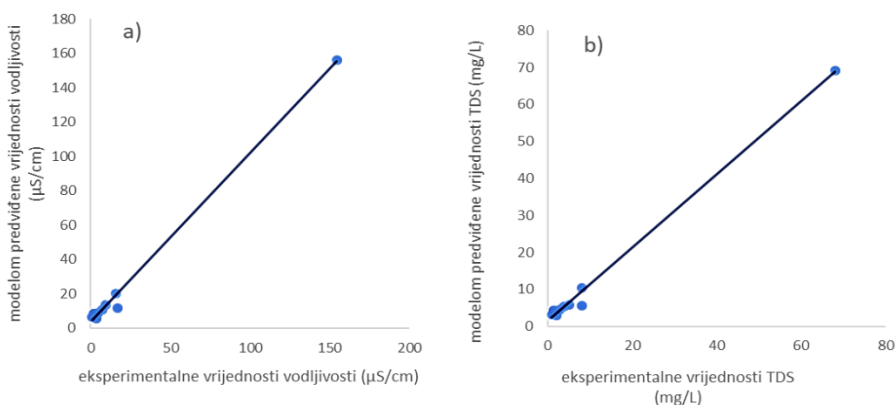 a)
modelom predviđene vrijednosti vodljivosti
(µS/cm)
180
160
140
120
100
80
60
40
20
0
0 50 100 150 200
eksperimentalne vrijednosti vodljivosti (µS/cm)
b)
modelom predviđene vrijednosti TDS (mg/L)
80
70
60
50
40
30
20
10
0
0 20 40 60 80
eksperimentalne vrijednosti TDS
(mg/L)